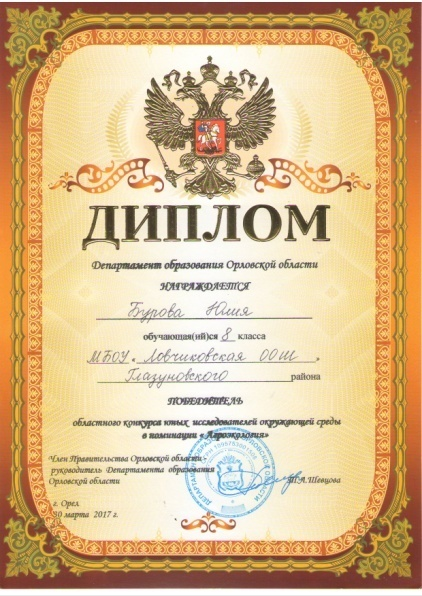 ДИПЛОМ
Департамент образования Орловской области
НАГРАЖДАЕТСЯ
Бурова Юлия
обучающая(ий)ся 8 класса
МБОУ «Ловчиковская ООШ»
Глазуновского района
ПОБЕДИТЕЛЬ
областного конкурса юных исследователей окружающей среды
в номинации «Агроэкология»
Член Правительства Орловской области -
руководитель Департамента образования
Орловской области
Т.А.Шевцова
г. Орел
30 марта 2017 г.